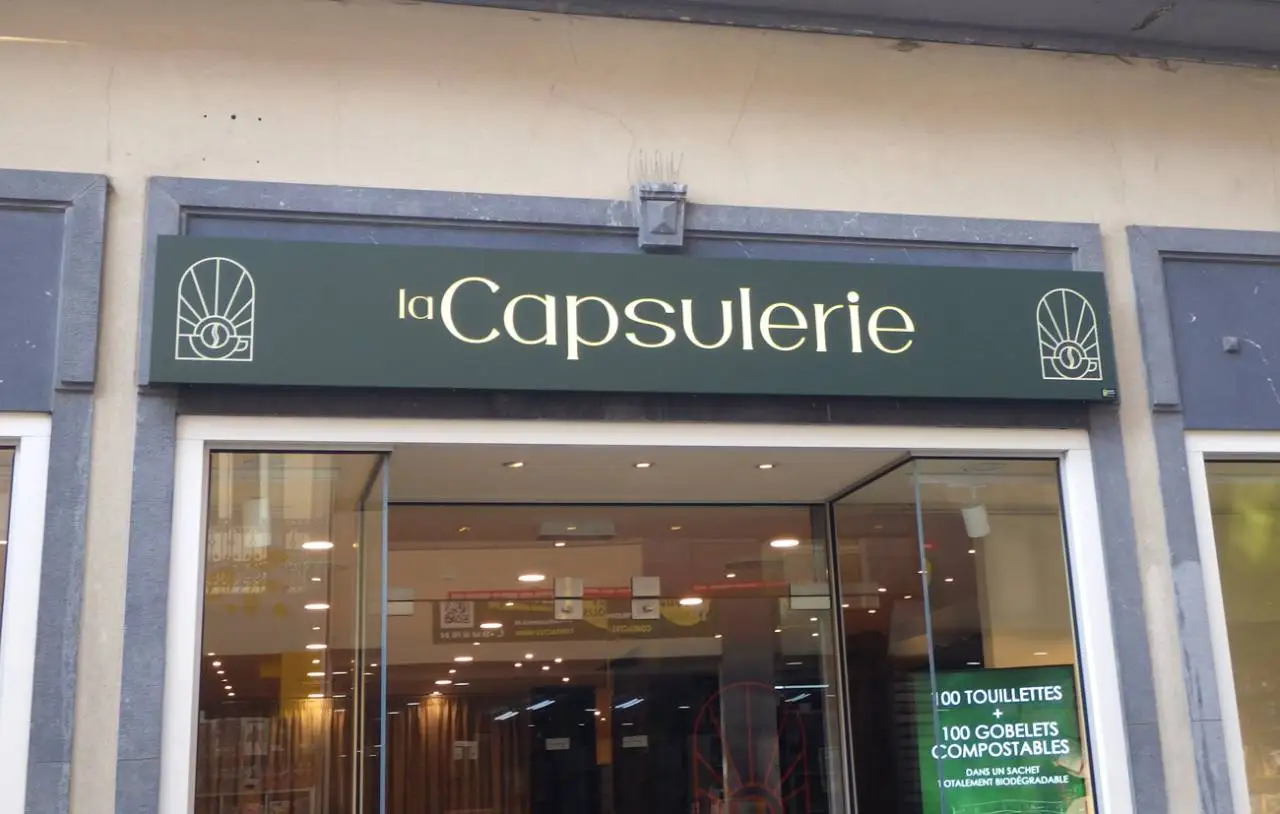 la Capsulerie
100 TOUILLETTES
+
100 GOBELETS
COMPOSTABLES
DANS UN SACHET
TOTALEMENT BIODÉGRADABLE